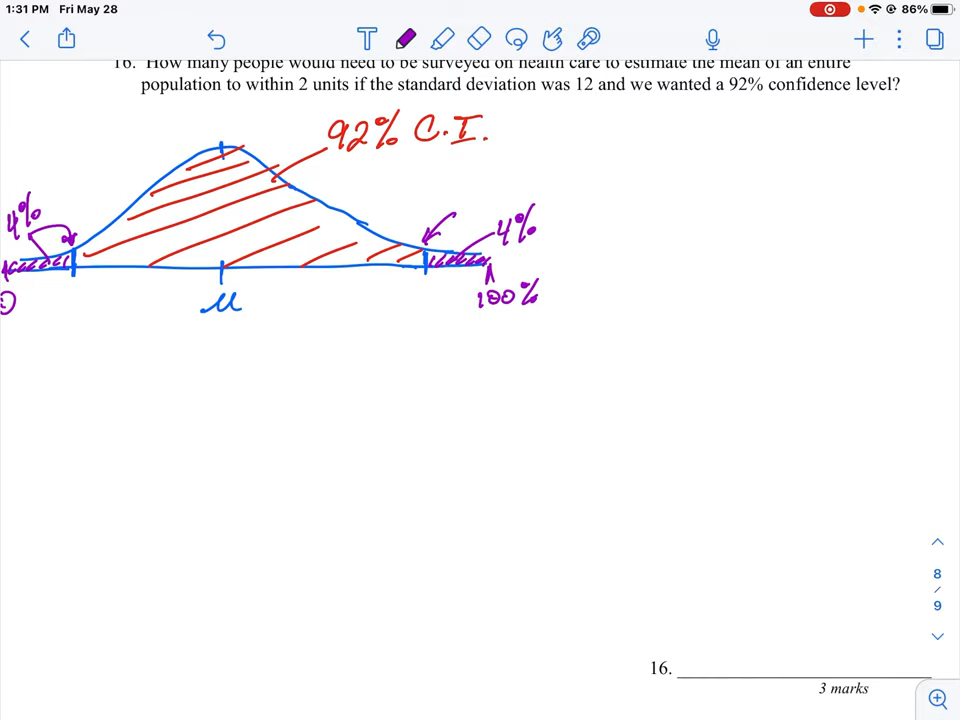 1:31 PM Fri May 28
86%
T
16. How many people would need to be surveyed on health care to estimate the mean of an entire
population to within 2 units if the standard deviation was 12 and we wanted a 92% confidence level?
92% C.I.
4%
4%
100%
μ
8
/
9
16. ____________________
3 marks